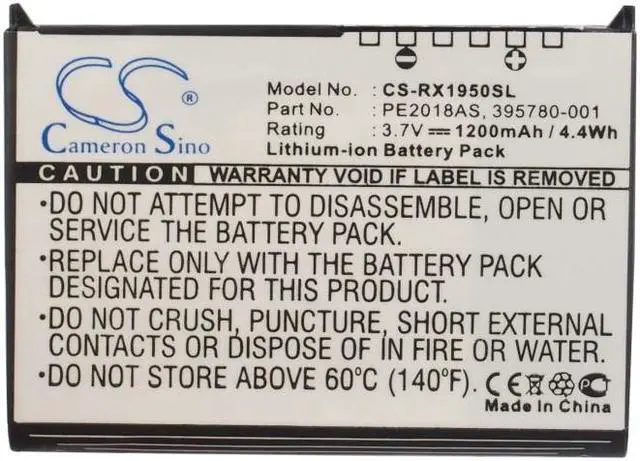 CS®
Cameron Sino
Model No.: CS-RX1950SL
Part No.: PE2018AS, 395780-001
Rating : 3.7V 1200mAh / 4.4Wh
Lithium-ion Battery Pack
CAUTION WARRANTY VOID IF LABEL IS REMOVED
•DO NOT ATTEMPT TO DISASSEMBLE, OPEN OR
SERVICE THE BATTERY PACK.
•REPLACE ONLY WITH THE BATTERY PACK
DESIGNATED FOR THIS PRODUCT.
•DO NOT CRUSH, PUNCTURE, SHORT EXTERNAL
CONTACTS OR DISPOSE OF IN FIRE OR WATER.
•DO NOT STORE ABOVE 60°C (140°F).
Made In China